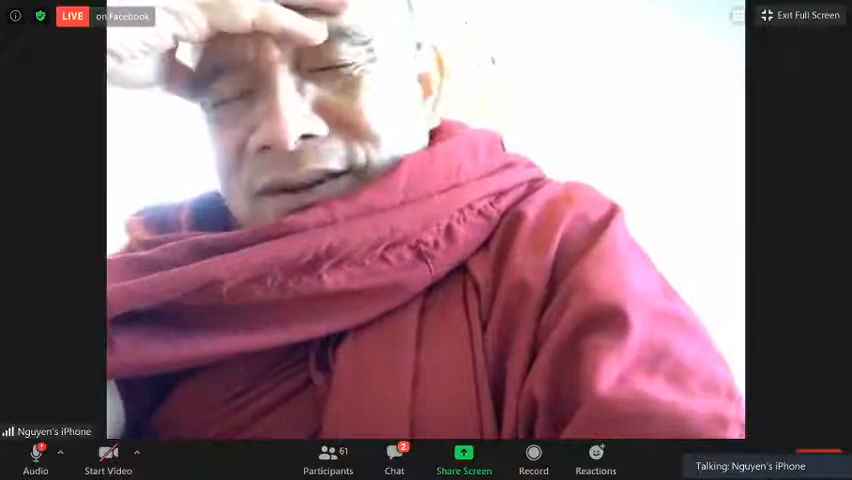 LIVE on Facebook
Exit Full Screen
Nguyen's iPhone
61
2
Audio
Start Video
Participants
Chat
Share Screen
Record
Reactions
Talking: Nguyen's iPhone